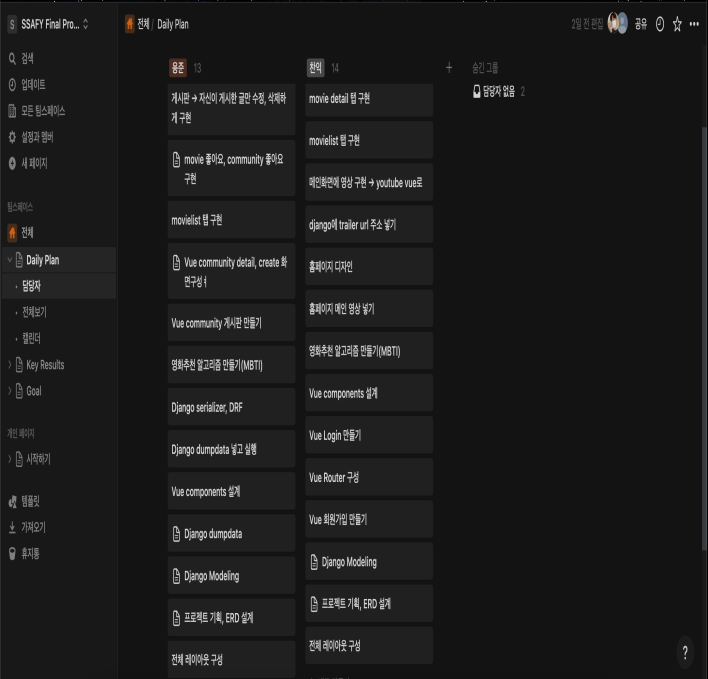 SSAFY Final Pro...
검색
업데이트
모든 팀스페이스
설정과 멤버
새 페이지
팀스페이스
전체
Daily Plan
담당자
전체보기
캘린더
Key Results
Goal
개인 페이지
시작하기
템플릿
가져오기
휴지통
전체 / Daily Plan
2일 전 편집
공유
용준 13
게시판 → 자신이 게시한 글만 수정, 삭제하
게 구현
movie 좋아요, community 좋아요
구현
movielist 탭 구현
Vue community detail, create 화
면구성ㅕ
Vue community 게시판 만들기
영화추천 알고리즘 만들기(MBTI)
Django serializer, DRF
Django dumpdata 넣고 실행
Vue components 설계
Django dumpdata
Django Modeling
프로젝트 기획, ERD 설계
전체 레이아웃 구성
찬익 14
movie detail 탭 구현
movielist 탭 구현
메인화면에 영상 구현 → youtube vue로
django에 trailer url 주소 넣기
홈페이지 디자인
홈페이지 메인 영상 넣기
영화추천 알고리즘 만들기(MBTI)
Vue components 설계
Vue Login 만들기
Vue Router 구성
Vue 회원가입 만들기
Django Modeling
프로젝트 기획, ERD 설계
전체 레이아웃 구성
숨긴 그룹
담당자 없음 2
?